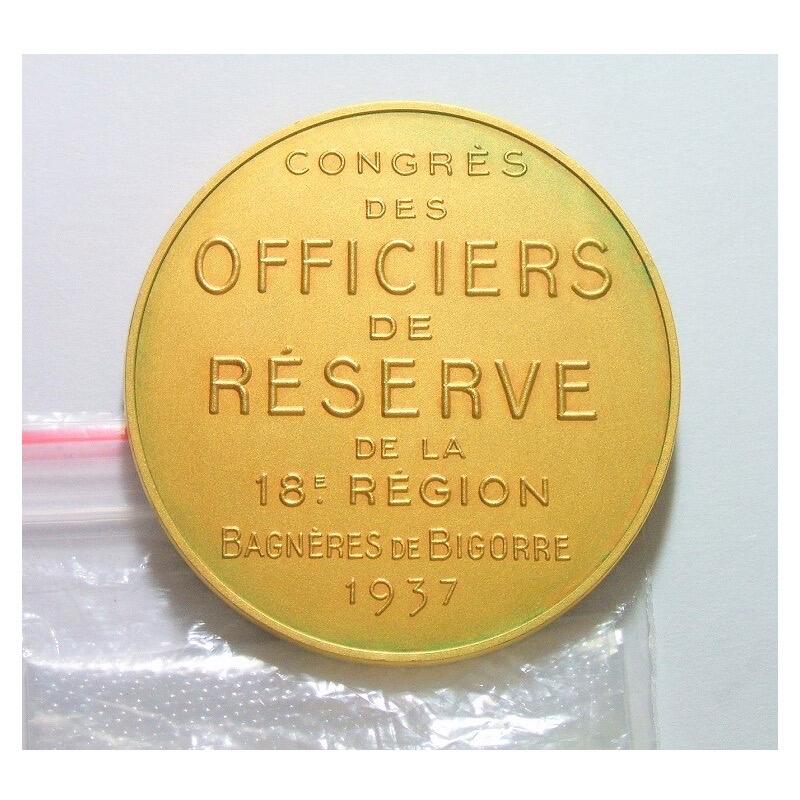 CONGRÈS
DES
OFFICIERS
DE
RÉSERVE
DE LA
18E. RÉGION
BAGNÈRES DE BIGORRE
1937